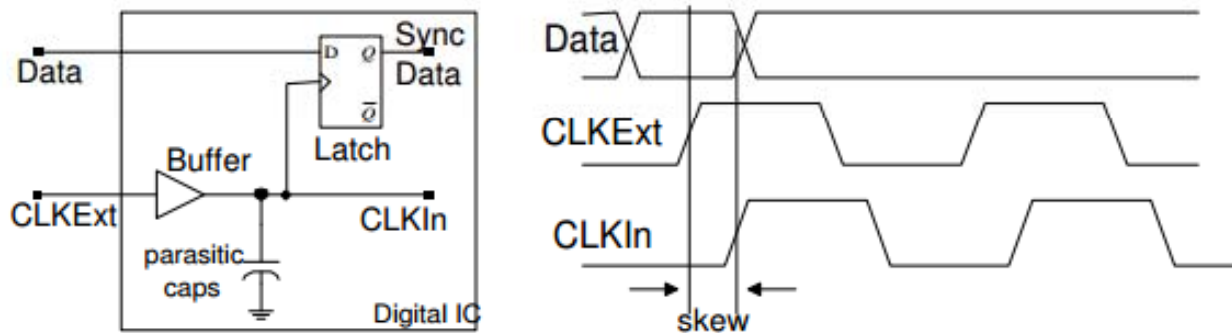 Data
D
Q
Sync
Data
Q
Latch
Buffer
CLKExt
CLKIn
parasitic
caps
Digital IC
Data
CLKExt
CLKIn
skew